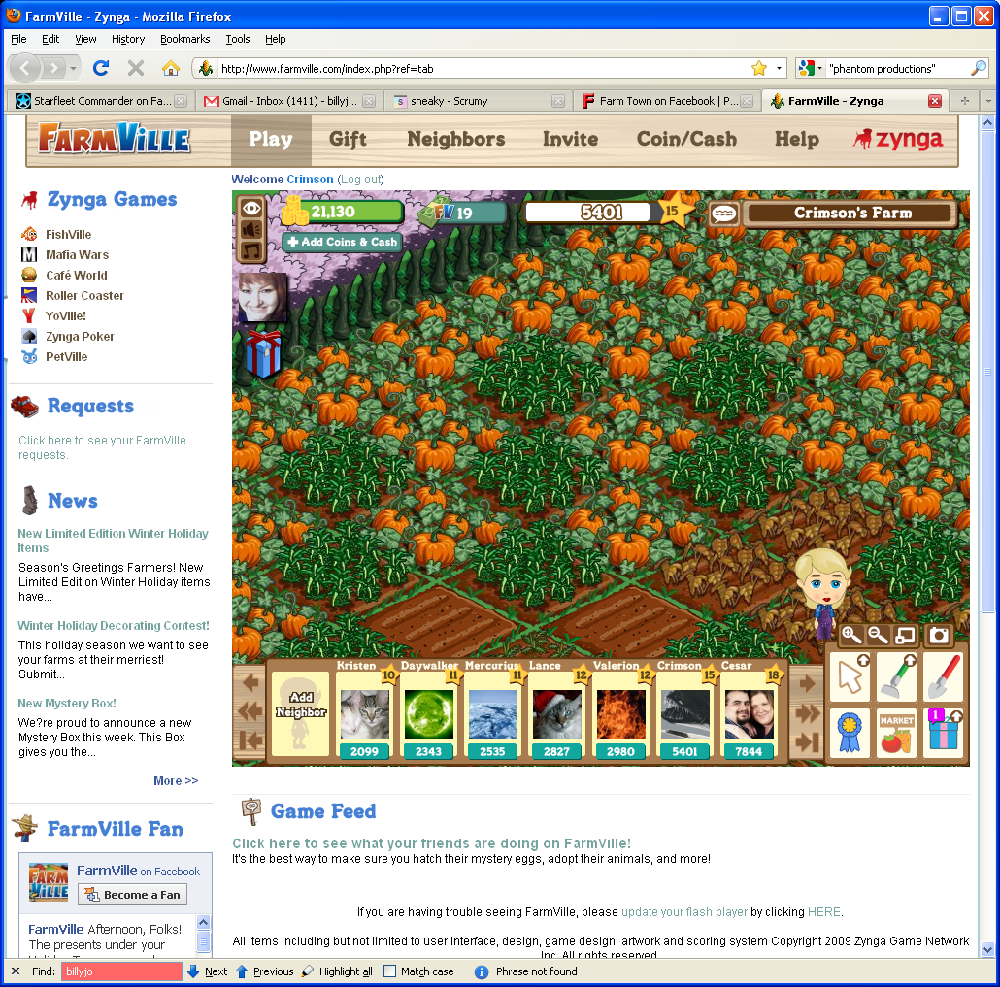 FarmVille - Zynga - Mozilla Firefox
File Edit View History Bookmarks Tools Help
http://www.farmville.com/index.php?ref=tab
"phantom productions"
Starfleet Commander on Fa...
Gmail - Inbox (1411) - billyj...
sneaky - Scrumy
Farm Town on Facebook | P...
FarmVille - Zynga
FARMVILLE
Play Gift Neighbors Invite Coin/Cash Help zynga
Welcome Crimson (Log out)
Zynga Games
FishVille
Mafia Wars
Café World
Roller Coaster
YoVille!
Zynga Poker
PetVille
Requests
Click here to see your FarmVille
requests.
News
New Limited Edition Winter Holiday
Items
Season's Greetings Farmers! New
Limited Edition Winter Holiday items
have...
Winter Holiday Decorating Contest!
This holiday season we want to see
your farms at their merriest!
Submit...
New Mystery Box!
We?re proud to announce a new
Mystery Box this week. This Box
gives you the...
More >>
FarmVille Fan
FARM
VILLE
FarmVille on Facebook
Become a Fan
FarmVille Afternoon, Folks!
The presents under your
21,130
FV 19
5401
15
Crimson's Farm
+ Add Coins & Cash
Add
Neighbor
Kristen Daywalker Mercurius Lance Valerion Crimson Cesar
10 11 11 12 12 15 18
2099 2343 2535 2827 2980 5401 7844
MARKET
1
Game Feed
Click here to see what your friends are doing on FarmVille!
It's the best way to make sure you hatch their mystery eggs, adopt their animals, and more!
If you are having trouble seeing FarmVille, please update your flash player by clicking HERE.
All items including but not limited to user interface, design, game design, artwork and scoring system Copyright 2009 Zynga Game Network
Inc. All rights reserved.
Find: billyjo Next Previous Highlight all Match case Phrase not found